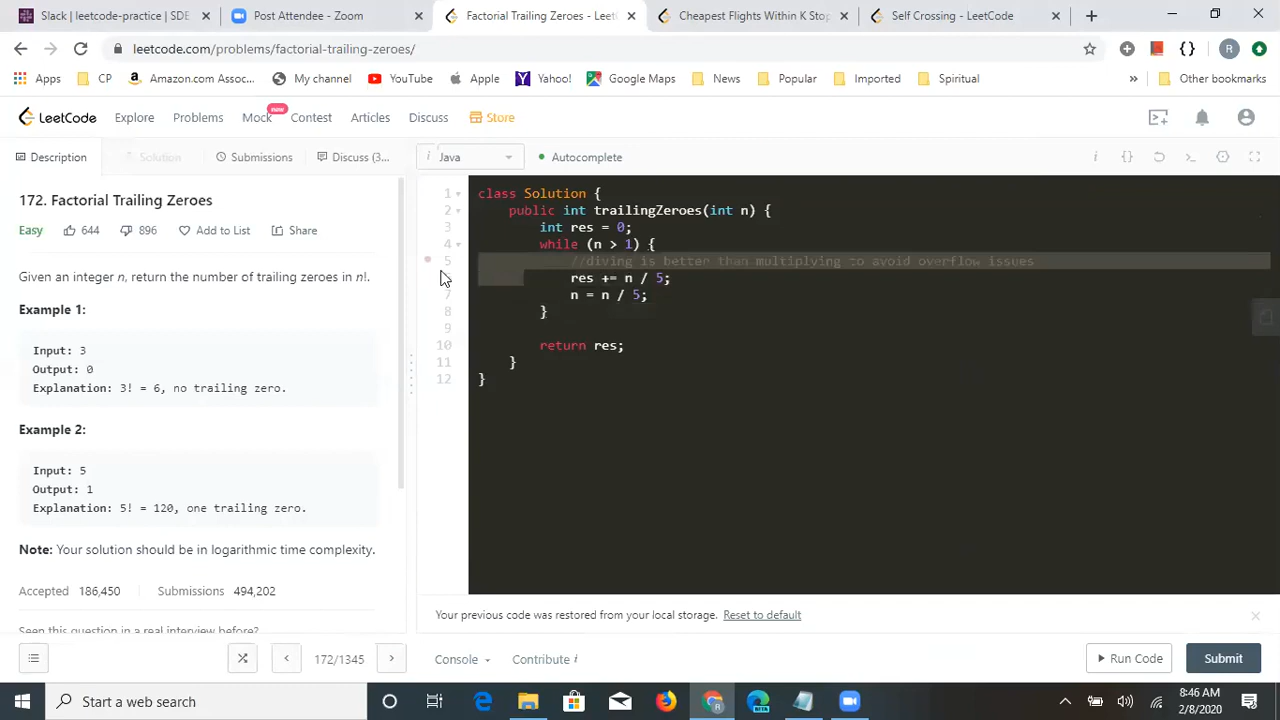 Slack | leetcode-practice | SDE
Post Attendee - Zoom
Factorial Trailing Zeroes - Leet
Cheapest Flights Within K Stop
Self Crossing - LeetCode
leetcode.com/problems/factorial-trailing-zeroes/
R
Apps
CP
Amazon.com Assoc...
My channel
YouTube
Apple
Yahoo!
Google Maps
News
Popular
Imported
Spiritual
»
Other bookmarks
LeetCode
Explore
Problems
Mock
new
Contest
Articles
Discuss
Store
Description
Solution
Submissions
Discuss (3...
i Java
Autocomplete
172. Factorial Trailing Zeroes
Easy
644
896
Add to List
Share
Given an integer n, return the number of trailing zeroes in n!.
Example 1:
Input: 3
Output: 0
Explanation: 3! = 6, no trailing zero.
Example 2:
Input: 5
Output: 1
Explanation: 5! = 120, one trailing zero.
Note: Your solution should be in logarithmic time complexity.
Accepted 186,450 Submissions 494,202
Seen this question in a real interview before?
1 class Solution {
2 public int trailingZeroes(int n) {
3 int res = 0;
4 while (n > 1) {
5 //diving is better than multiplying to avoid overflow issues
res += n / 5;
7 n = n / 5;
8 }
9
10 return res;
11 }
12 }
Your previous code was restored from your local storage. Reset to default
172/1345
Console
Contribute i
Run Code
Submit
Start a web search
8:46 AM
2/8/2020